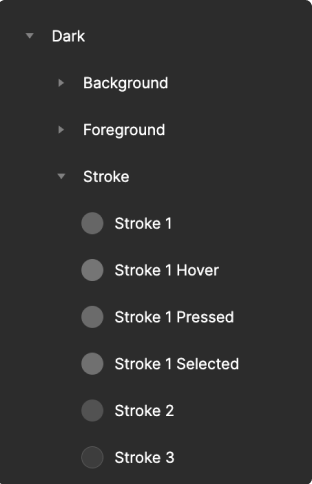 Dark
Background
Foreground
Stroke
Stroke 1
Stroke 1 Hover
Stroke 1 Pressed
Stroke 1 Selected
Stroke 2
Stroke 3